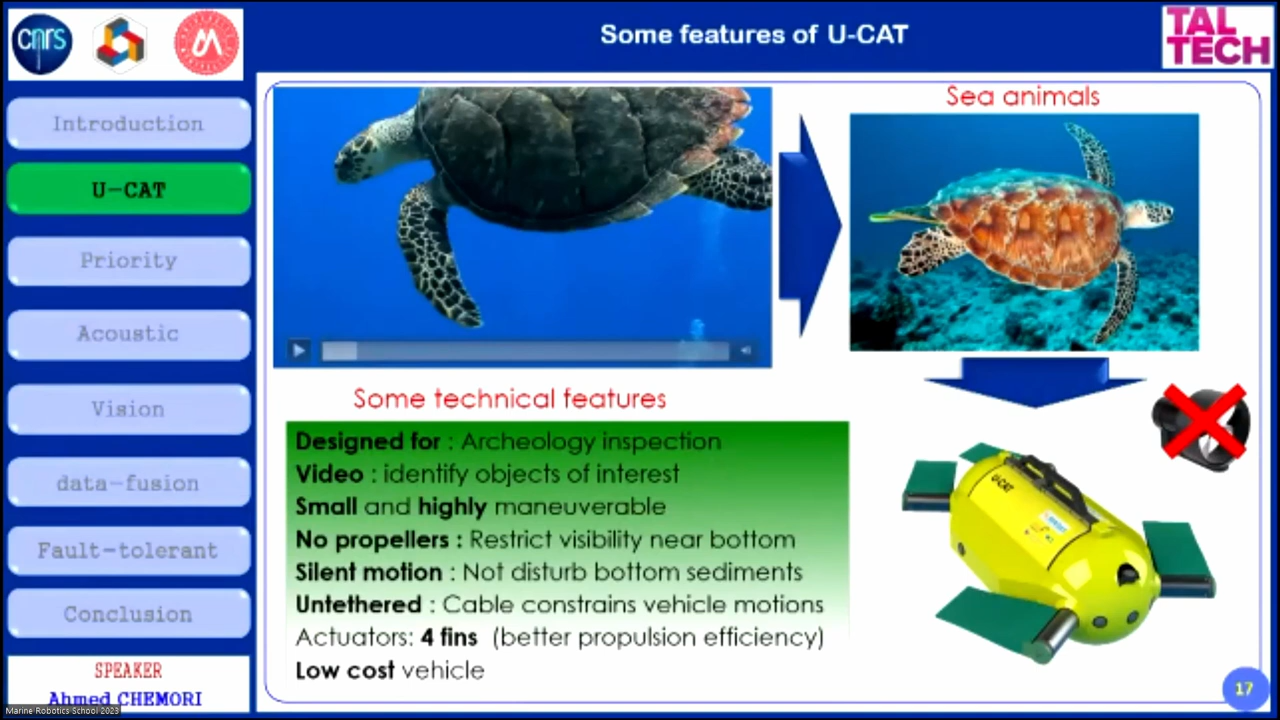 cnrs
Some features of U-CAT
TAL
TECH
Introduction
U-CAT
Priority
Acoustic
Vision
data-fusion
Fault-tolerant
Conclusion
SPEAKER
Ahmed CHEMORI
Marine Robotics School 2023
Sea animals
Some technical features
Designed for : Archeology inspection
Video : identify objects of interest
Small and highly maneuverable
No propellers : Restrict visibility near bottom
Silent motion : Not disturb bottom sediments
Untethered : Cable constrains vehicle motions
Actuators: 4 fins (better propulsion efficiency)
Low cost vehicle
U-CAT
17